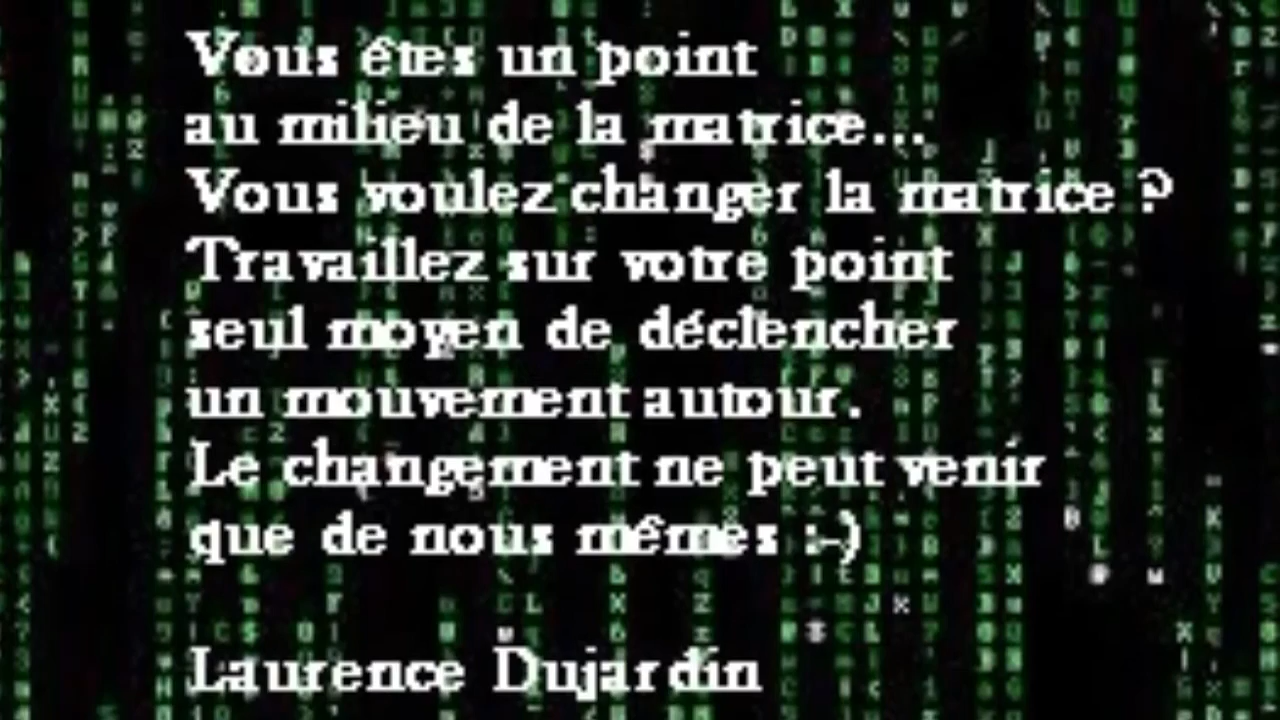 Vous êtes un point
au milieu de la matrice...
Vous voulez changer la matrice ?
Travaillez sur votre point
seul moyen de déclencher
un mouvement autour.
Le changement ne peut venir
que de nous mêmes :-)
Laurence Dujardin